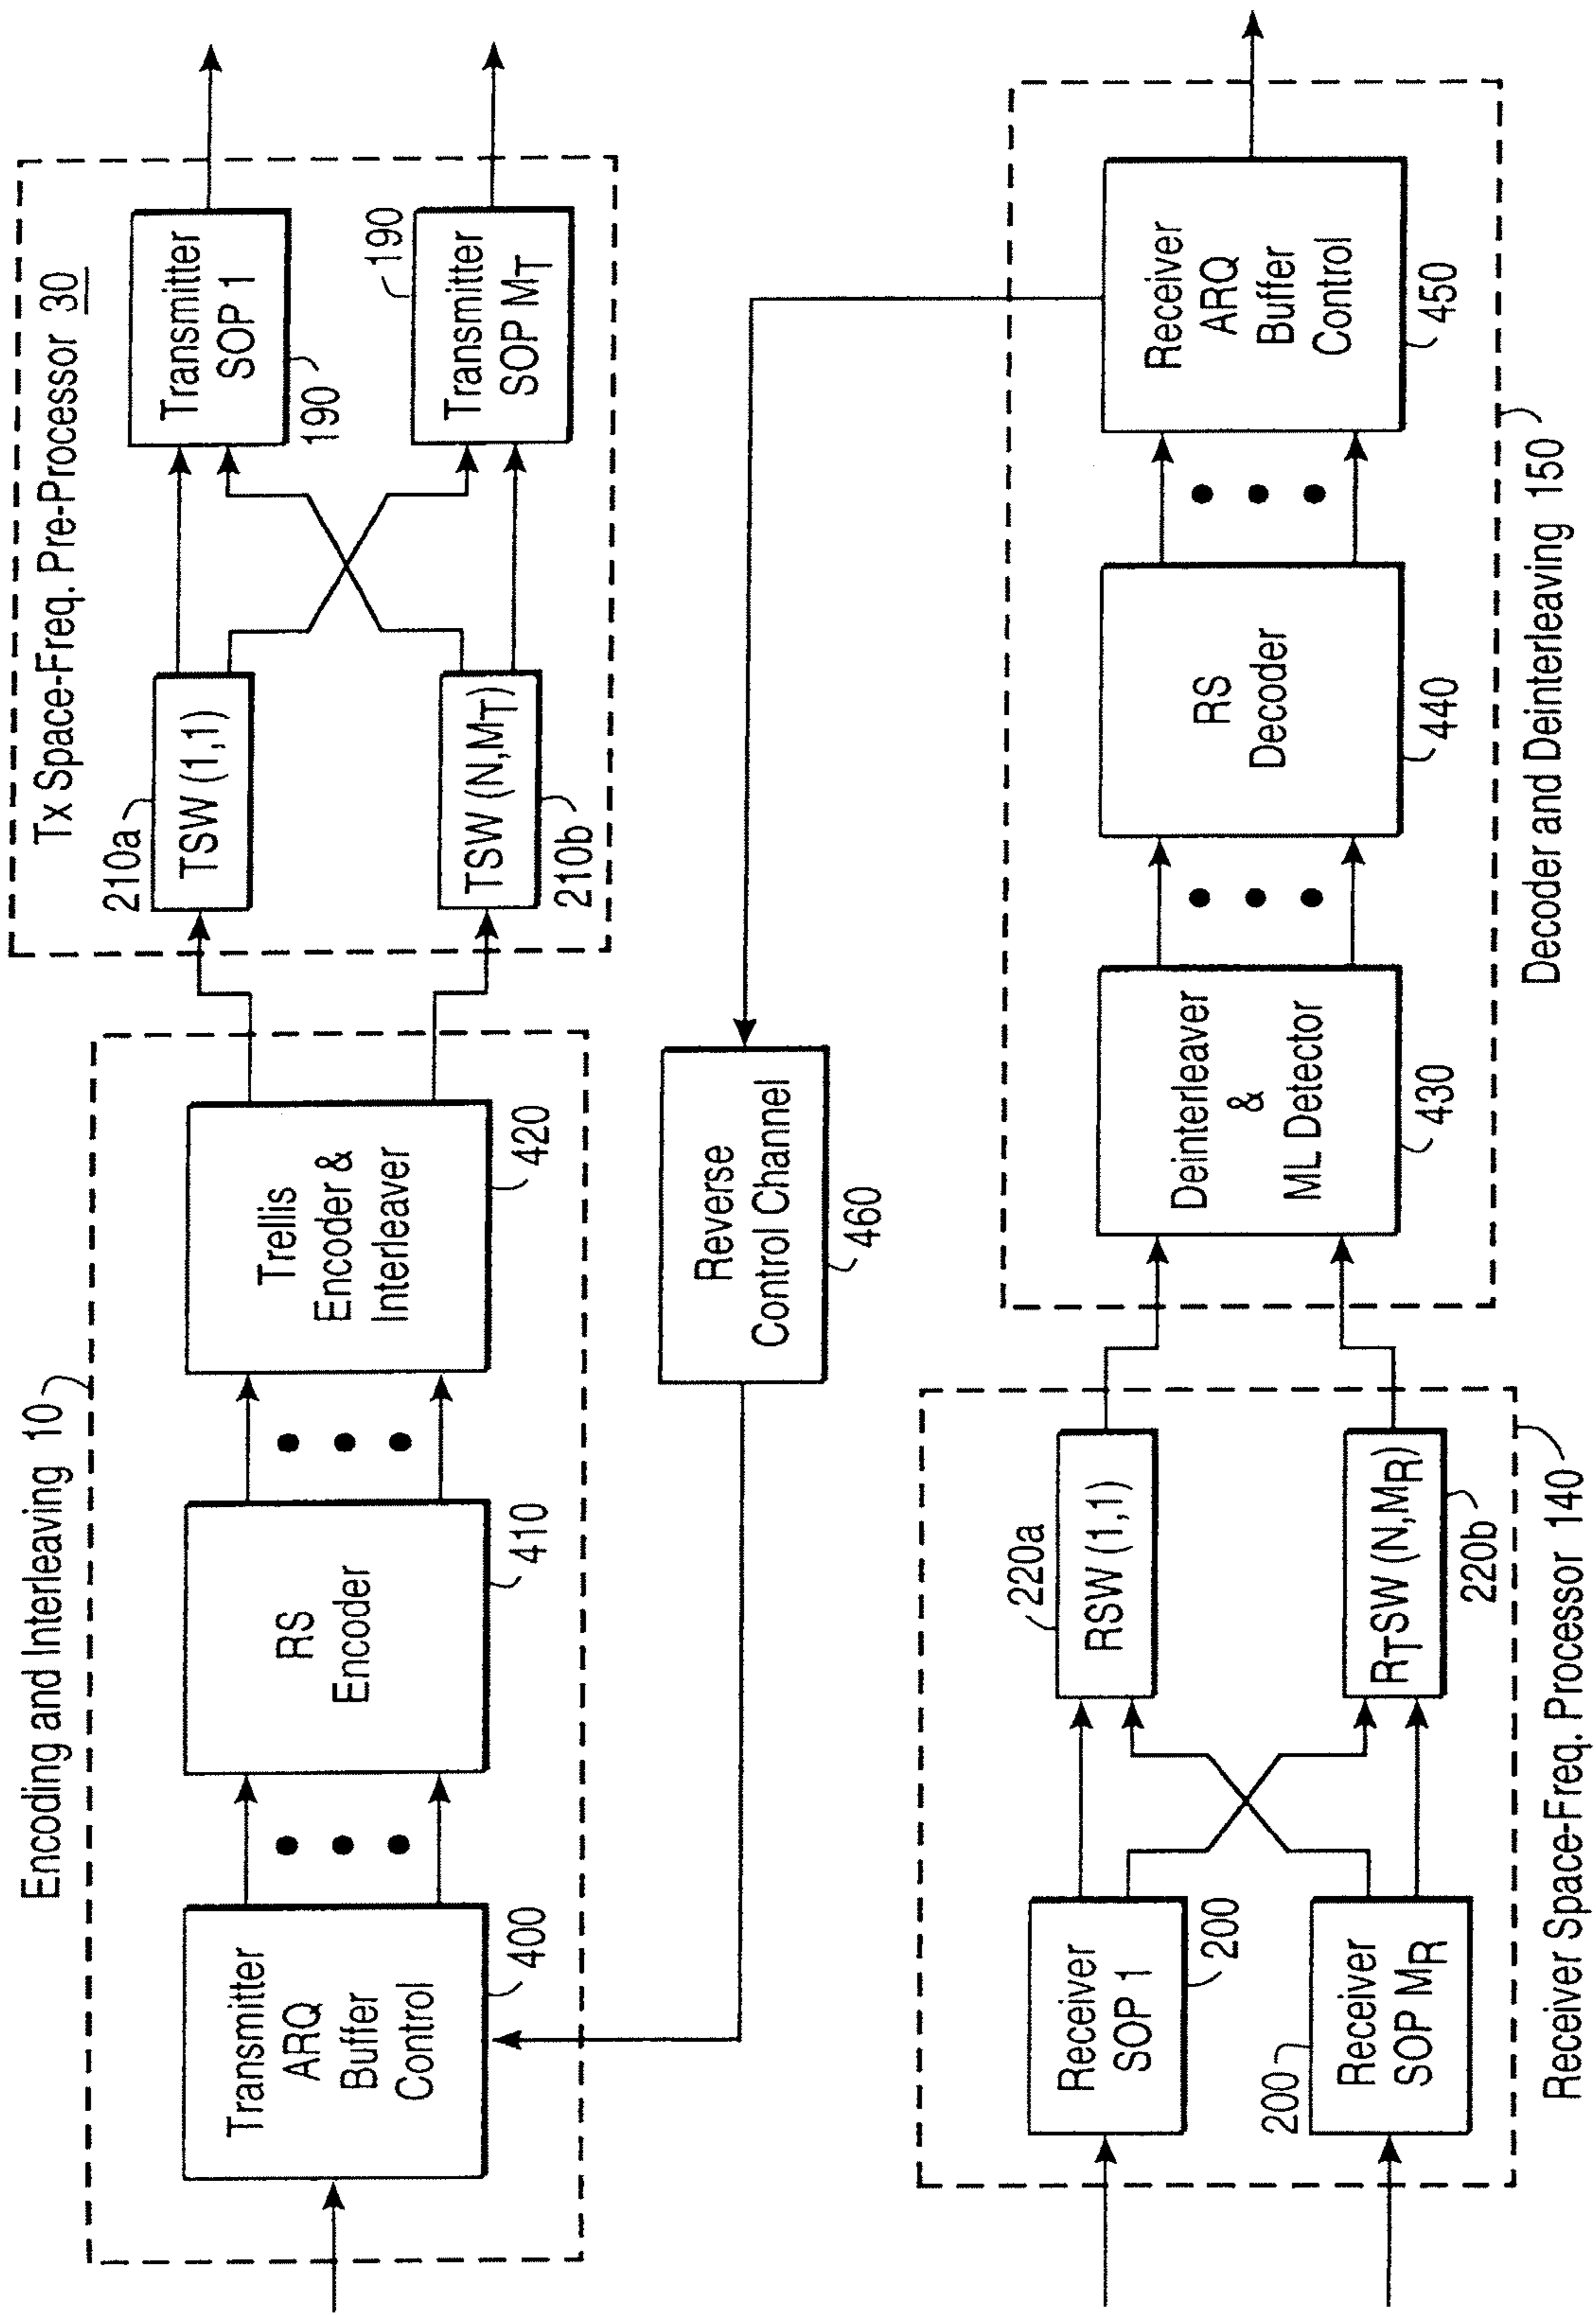 Encoding and Interleaving 10
Transmitter
ARQ
Buffer
Control
400
RS
Encoder
410
Trellis
Encoder &
Interleaver
420
Tx Space-Freq. Pre-Processor 30
210a
TSW (1,1)
TSW (N,MT)
210b
Transmitter
SOP 1
190
190
Transmitter
SOP MT
Reverse
Control Channel
460
Receiver
SOP 1
200
200
Receiver
SOP MR
220a
RSW (1,1)
RTSW (N,MR)
220b
Receiver Space-Freq. Processor 140
Deinterleaver
&
ML Detector
430
RS
Decoder
440
Receiver
ARQ
Buffer
Control
450
Decoder and Deinterleaving 150